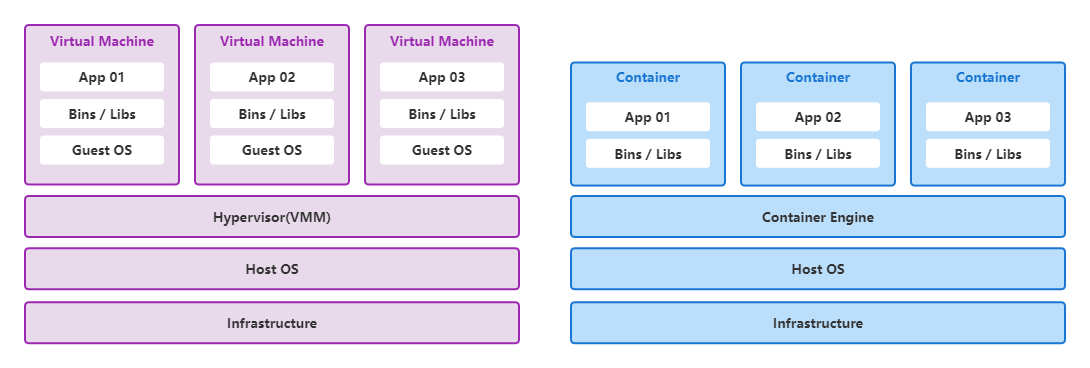 Virtual Machine
App 01
Bins / Libs
Guest OS
Virtual Machine
App 02
Bins / Libs
Guest OS
Virtual Machine
App 03
Bins / Libs
Guest OS
Hypervisor(VMM)
Host OS
Infrastructure
Container
App 01
Bins / Libs
Container
App 02
Bins / Libs
Container
App 03
Bins / Libs
Container Engine
Host OS
Infrastructure